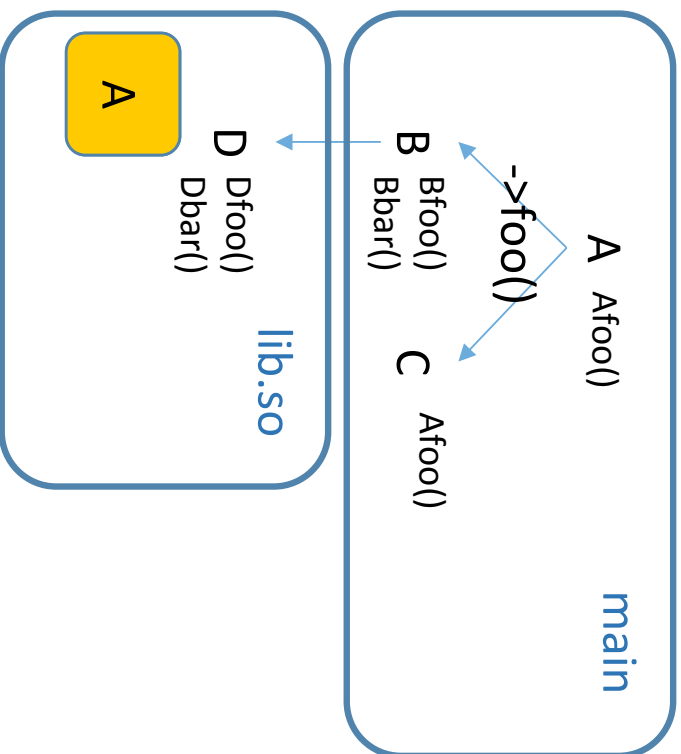 A Afoo() main
->foo()
B Bfoo() C Afoo()
Bbar()
lib.so
D Dfoo()
Dbar()
A